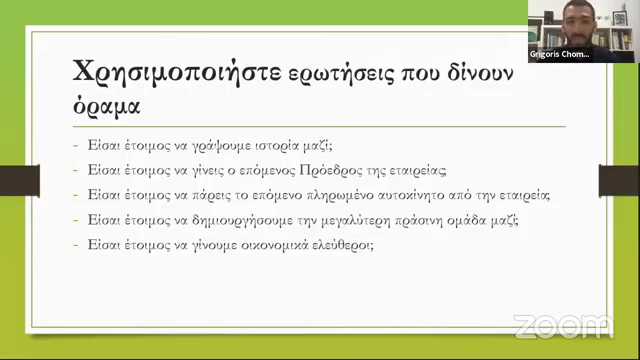 Grigoris Chom...
Χρησιμοποιήστε ερωτήσεις που δίνουν
όραμα
- Είσαι έτοιμος να γράψουμε ιστορία μαζί;
- Είσαι έτοιμος να γίνεις ο επόμενος Πρόεδρος της εταιρείας;
- Είσαι έτοιμος να πάρεις το επόμενο πληρωμένο αυτοκίνητο από την εταιρεία;
- Είσαι έτοιμος να δημιουργήσουμε την μεγαλύτερη πράσινη ομάδα μαζί;
- Είσαι έτοιμος να γίνουμε οικονομικά ελεύθεροι;
zoom